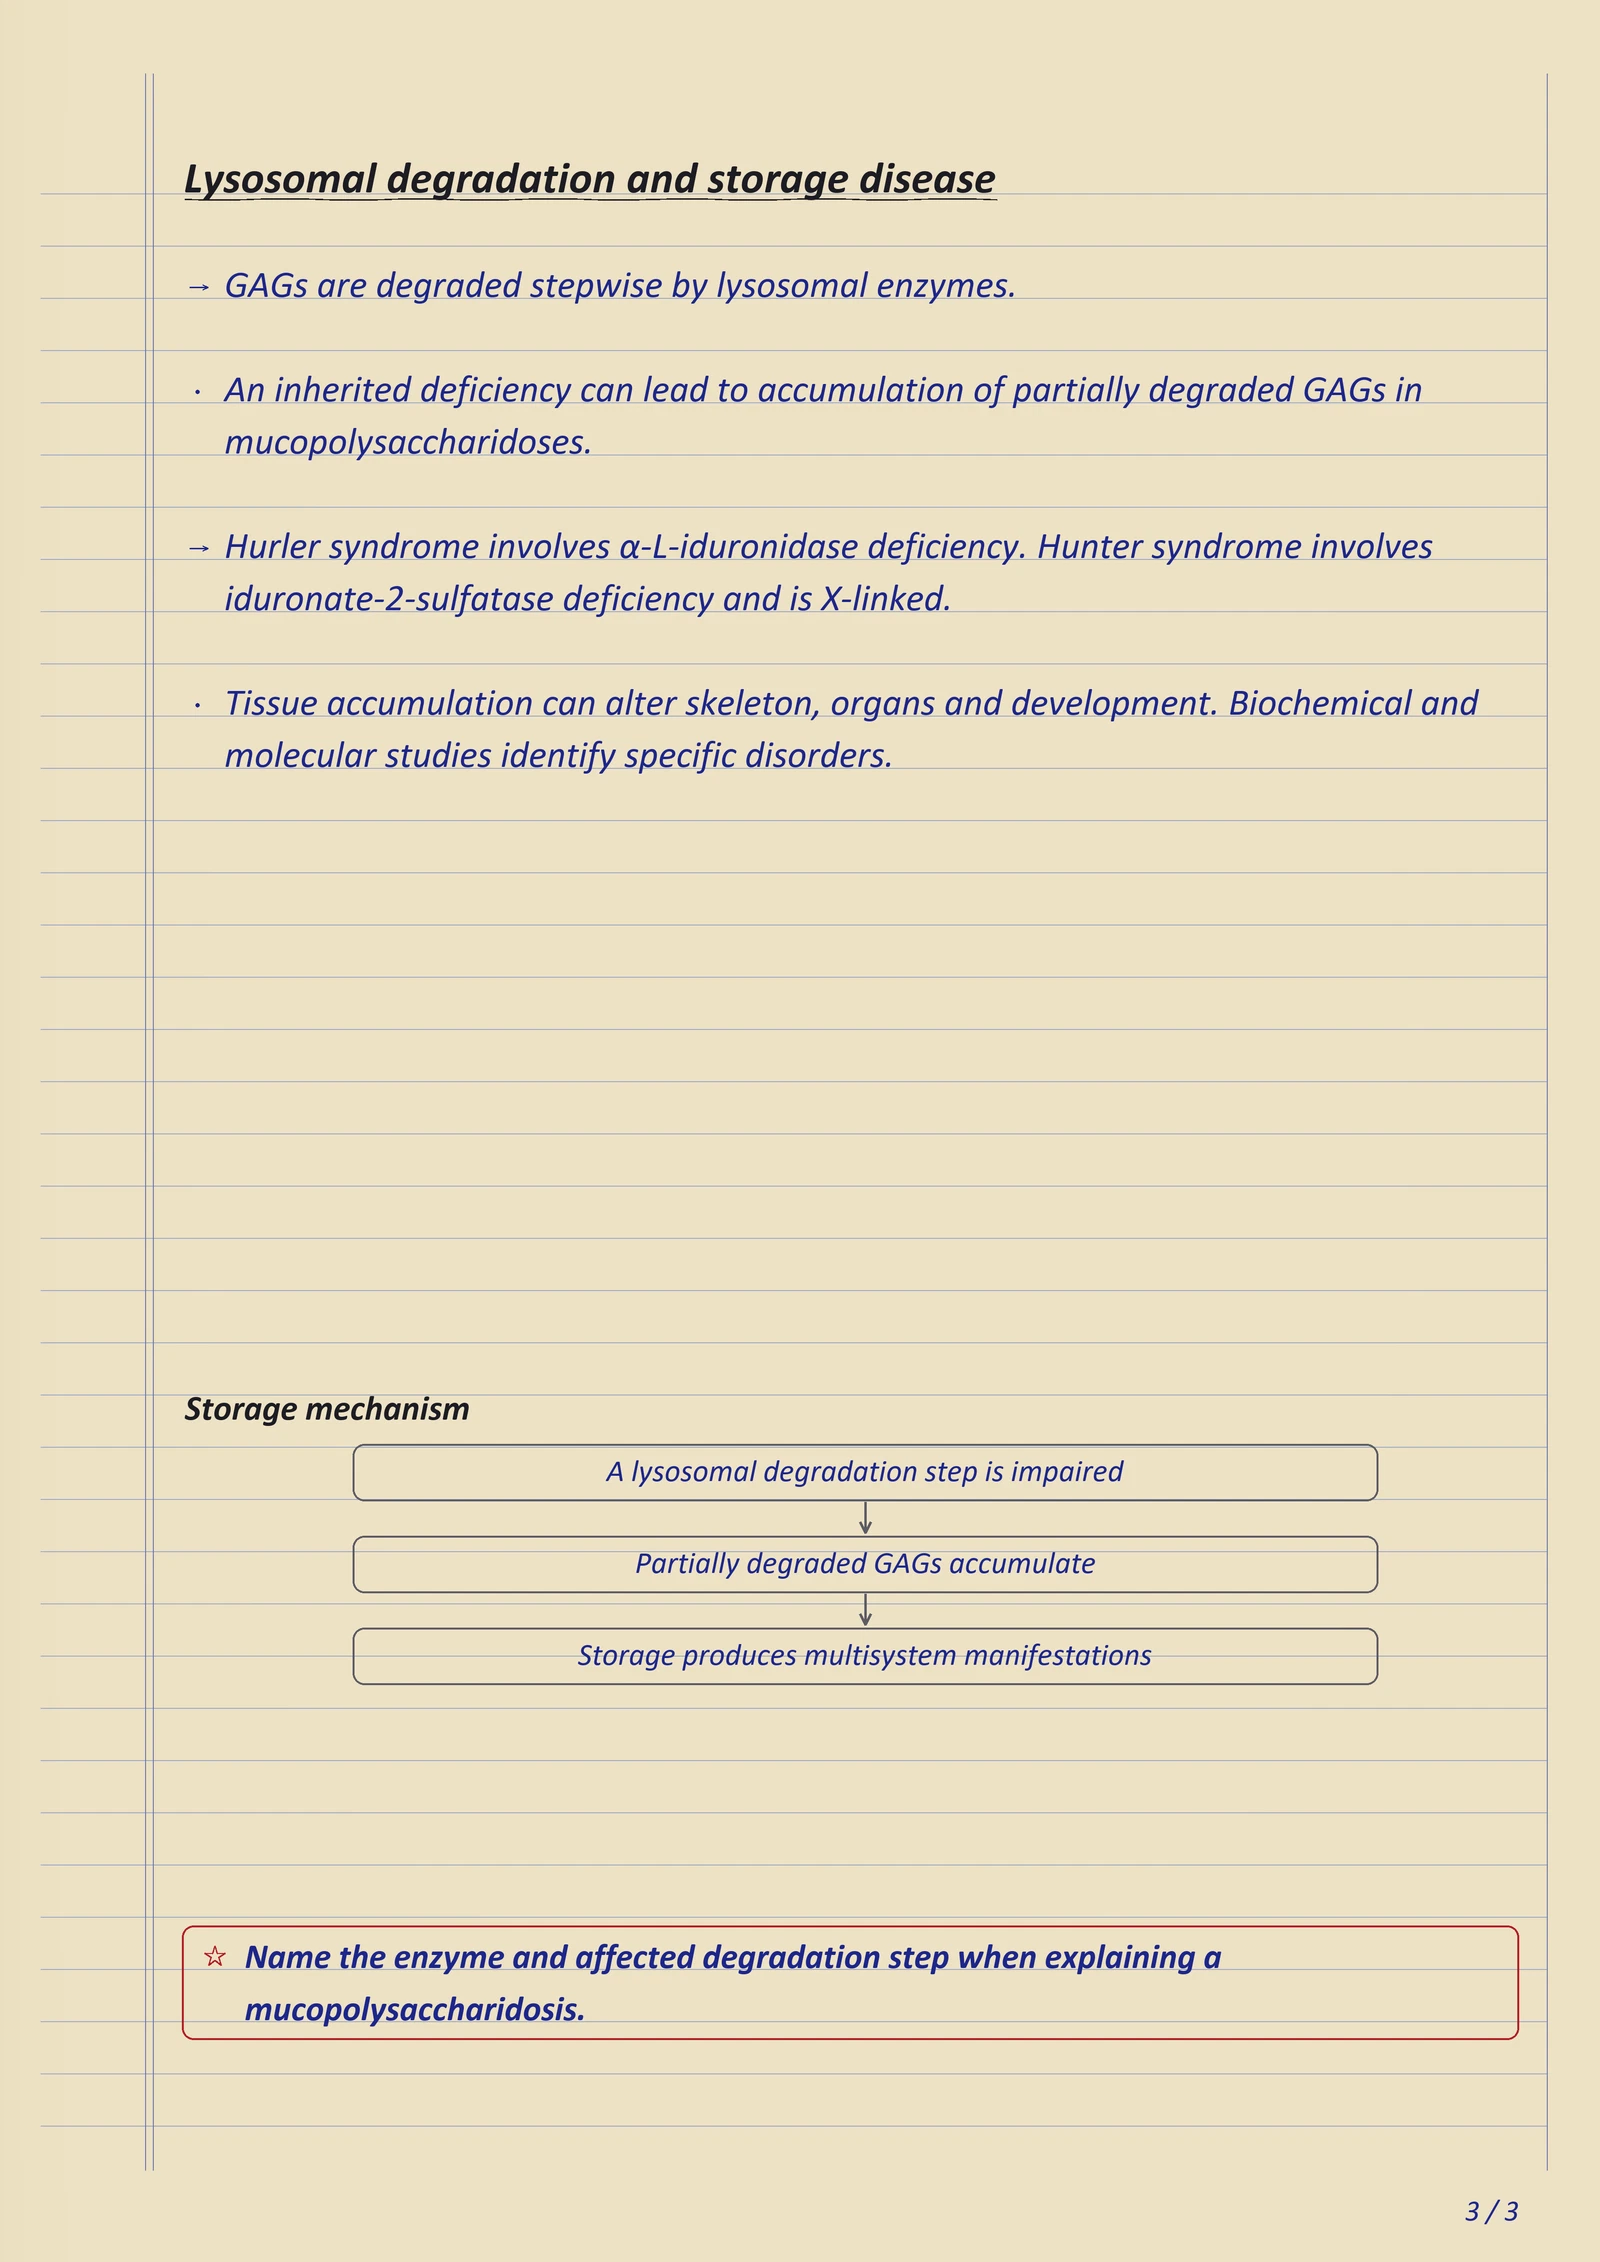 Lysosomal degradation and storage disease
→ GAGs are degraded stepwise by lysosomal enzymes.
· An inherited deficiency can lead to accumulation of partially degraded GAGs in
mucopolysaccharidoses.
→ Hurler syndrome involves α-L-iduronidase deficiency. Hunter syndrome involves
iduronate-2-sulfatase deficiency and is X-linked.
· Tissue accumulation can alter skeleton, organs and development. Biochemical and
molecular studies identify specific disorders.
Storage mechanism
A lysosomal degradation step is impaired
Partially degraded GAGs accumulate
Storage produces multisystem manifestations
☆ Name the enzyme and affected degradation step when explaining a
mucopolysaccharidosis.
3 / 3